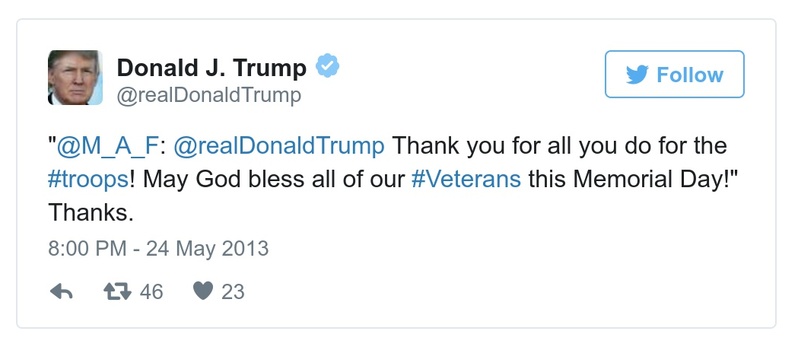 Donald J. Trump
@realDonaldTrump
Follow
"@M_A_F: @realDonaldTrump Thank you for all you do for the
#troops! May God bless all of our #Veterans this Memorial Day!"
Thanks.
8:00 PM - 24 May 2013
46 23